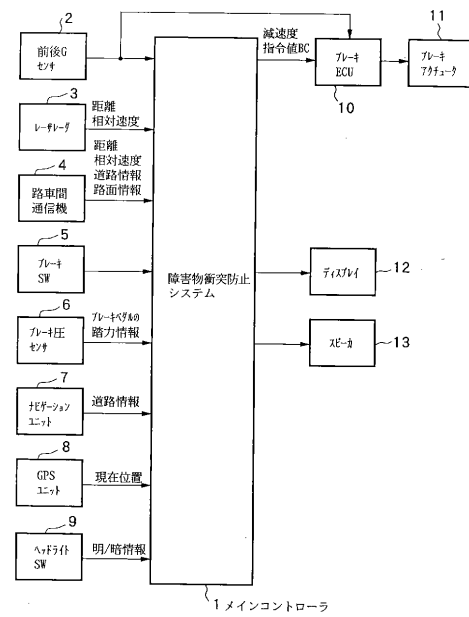 2
前後G
センサ
3
レーザレーダ
距離
相対速度
4
路車間
通信機
距離
相対速度
道路情報
路面情報
5
ブレーキ
SW
6
ブレーキ圧
センサ
ブレーキペダルの
踏力情報
7
ナビゲーション
ユニット
道路情報
8
GPS
ユニット
現在位置
9
ヘッドライト
SW
明/暗情報
障害物衝突防止
システム
1 メインコントローラ
減速度
指令値BC
ブレーキ
ECU
10
11
ブレーキ
アクチュータ
ディスプレイ
12
スピーカ
13